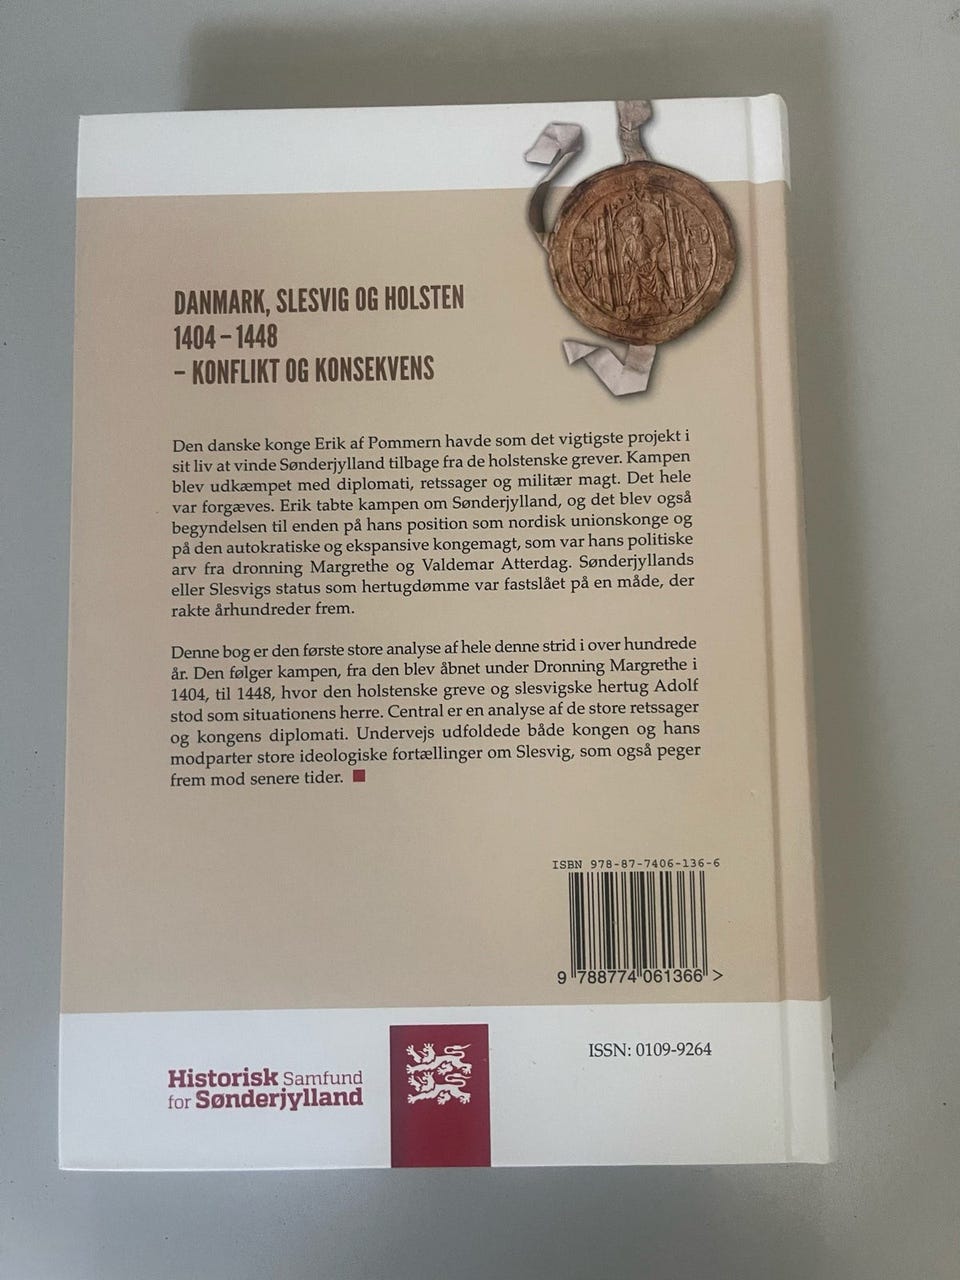 DANMARK, SLESVIG OG HOLSTEN
1404 – 1448
– KONFLIKT OG KONSEKVENS
Den danske konge Erik af Pommern havde som det vigtigste projekt i
sit liv at vinde Sønderjylland tilbage fra de holstenske grever. Kampen
blev udkæmpet med diplomati, retssager og militær magt. Det hele
var forgæves. Erik tabte kampen om Sønderjylland, og det blev også
begyndelsen til enden på hans position som nordisk unionskonge og
på den autokratiske og ekspansive kongemagt, som var hans politiske
arv fra dronning Margrethe og Valdemar Atterdag. Sønderjyllands
eller Slesvigs status som hertugdømme var fastslået på en måde, der
rakte århundreder frem.
Denne bog er den første store analyse af hele denne strid i over hundrede
år. Den følger kampen, fra den blev åbnet under Dronning Margrethe i
1404, til 1448, hvor den holstenske greve og slesvigske hertug Adolf
stod som situationens herre. Central er en analyse af de store retssager
og kongens diplomati. Undervejs udfoldede både kongen og hans
modparter store ideologiske fortællinger om Slesvig, som også peger
frem mod senere tider.
ISBN 978-87-7406-136-6
9 788774 061366 >
ISSN: 0109-9264
Historisk Samfund
for Sønderjylland